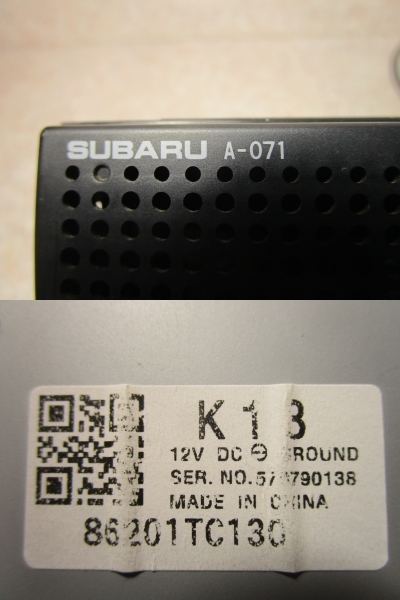 SUBARU A-071
K13
12V DC ⊖ GROUND
SER. NO.
MADE IN CHINA
86201TC130